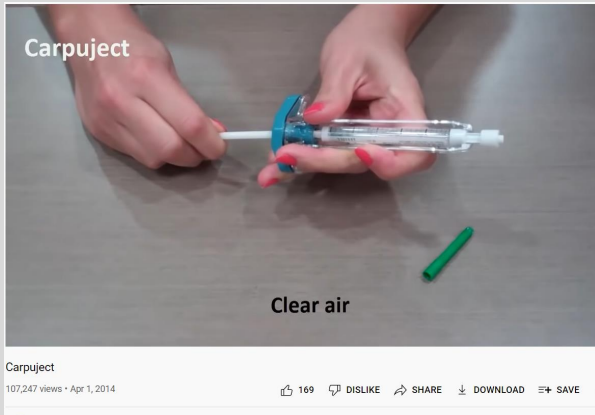 Carpuject
Clear air
Carpuject
107,247 views • Apr 1, 2014
169 DISLIKE SHARE DOWNLOAD SAVE